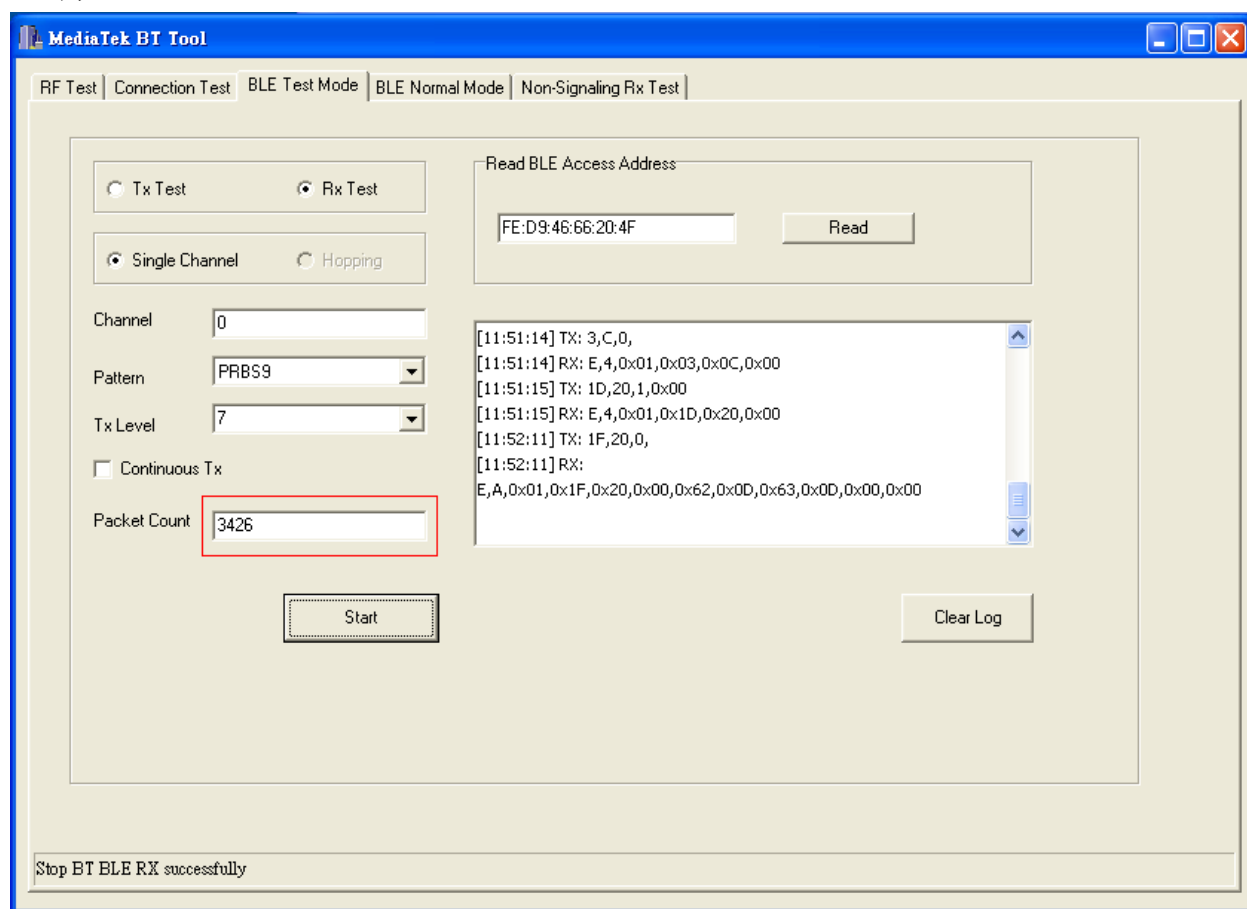 MediaTek BT Tool
RF Test Connection Test BLE Test Mode BLE Normal Mode Non-Signaling Rx Test
Tx Test Rx Test
Single Channel Hopping
Channel 0
Pattern PRBS9
Tx Level 7
Continuous Tx
Packet Count 3426
Start
Read BLE Access Address
FE:D9:46:66:20:4F Read
[11:51:14] TX: 3,C,0,
[11:51:14] RX: E,4,0x01,0x03,0x0C,0x00
[11:51:15] TX: 1D,20,1,0x00
[11:51:15] RX: E,4,0x01,0x1D,0x20,0x00
[11:52:11] TX: 1F,20,0,
[11:52:11] RX:
E,A,0x01,0x1F,0x20,0x00,0x62,0x0D,0x63,0x0D,0x00,0x00
Clear Log
Stop BT BLE RX successfully